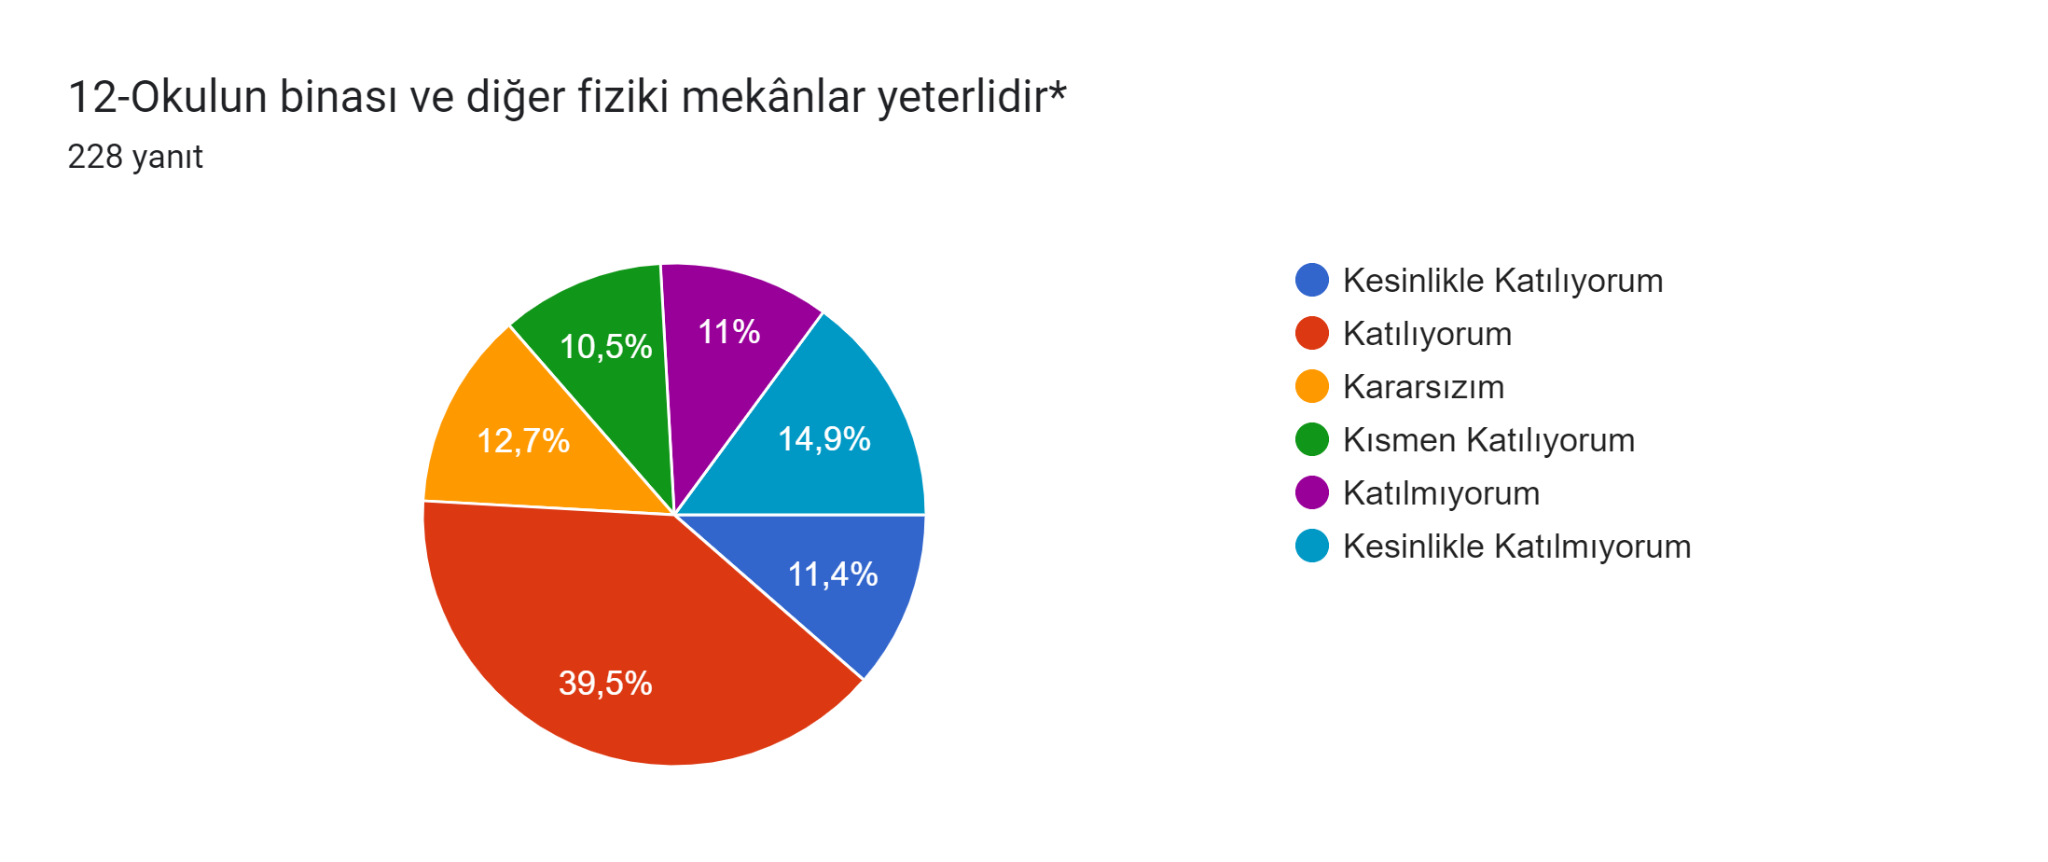 12-Okulun binası ve diğer fiziki mekânlar yeterlidir*
228 yanıt
11%
10,5%
14,9%
12,7%
11,4%
39,5%
Kesinlikle Katılıyorum
Katılıyorum
Kararsızım
Kısmen Katılıyorum
Katılmıyorum
Kesinlikle Katılmıyorum